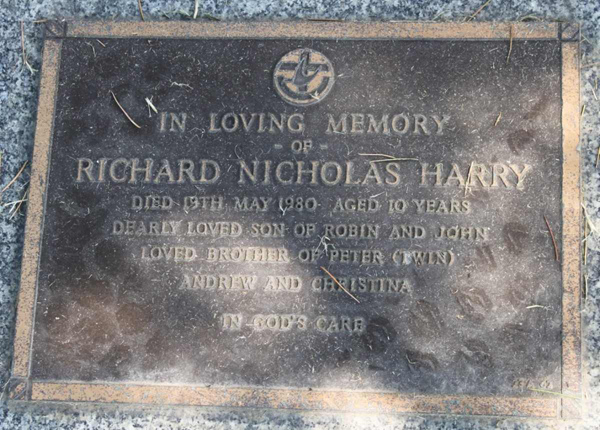 IN LOVING MEMORY
- OF -
RICHARD NICHOLAS HARRY
DIED 13TH MAY 1980 AGED 10 YEARS
DEARLY LOVED SON OF ROBIN AND JOHN
LOVED BROTHER OF PETER (TWIN)
ANDREW AND CHRISTINA
IN GOD'S CARE